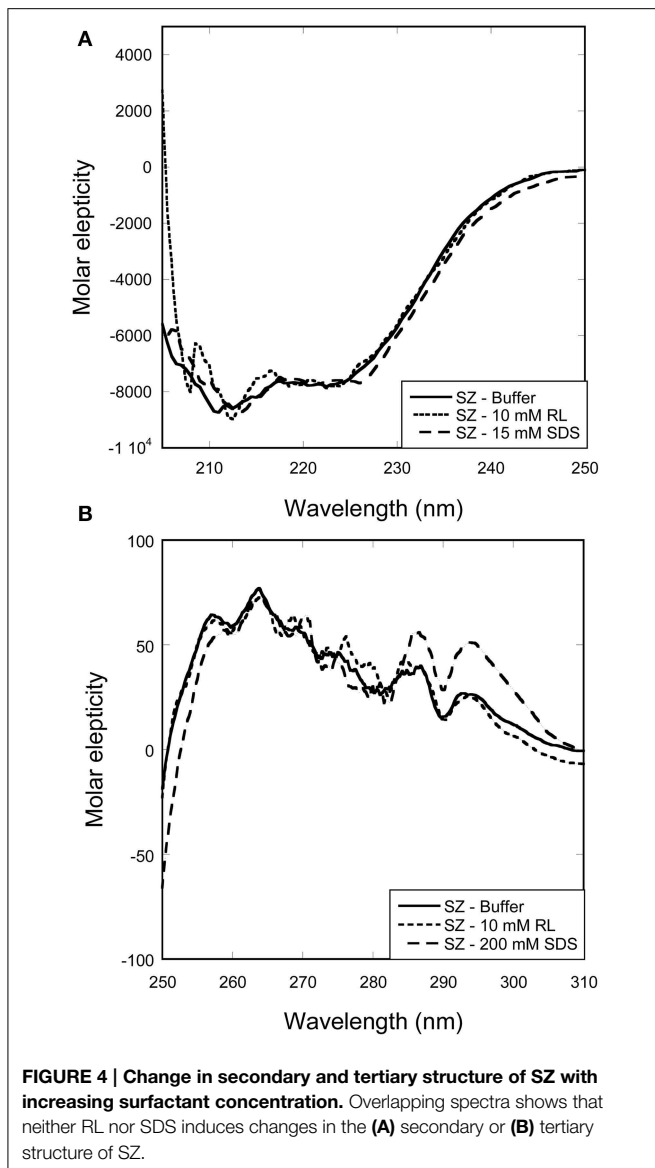 A
4000
2000
0
-2000
-4000
-6000
-8000
-1 10⁴
Molar elepticity
SZ - Buffer
SZ - 10 mM RL
SZ - 15 mM SDS
210 220 230 240 250
Wavelength (nm)
B
100
50
0
-50
-100
Molar elepticity
SZ - Buffer
SZ - 10 mM RL
SZ - 200 mM SDS
250 260 270 280 290 300 310
Wavelength (nm)
FIGURE 4 | Change in secondary and tertiary structure of SZ with
increasing surfactant concentration. Overlapping spectra shows that
neither RL nor SDS induces changes in the (A) secondary or (B) tertiary
structure of SZ.